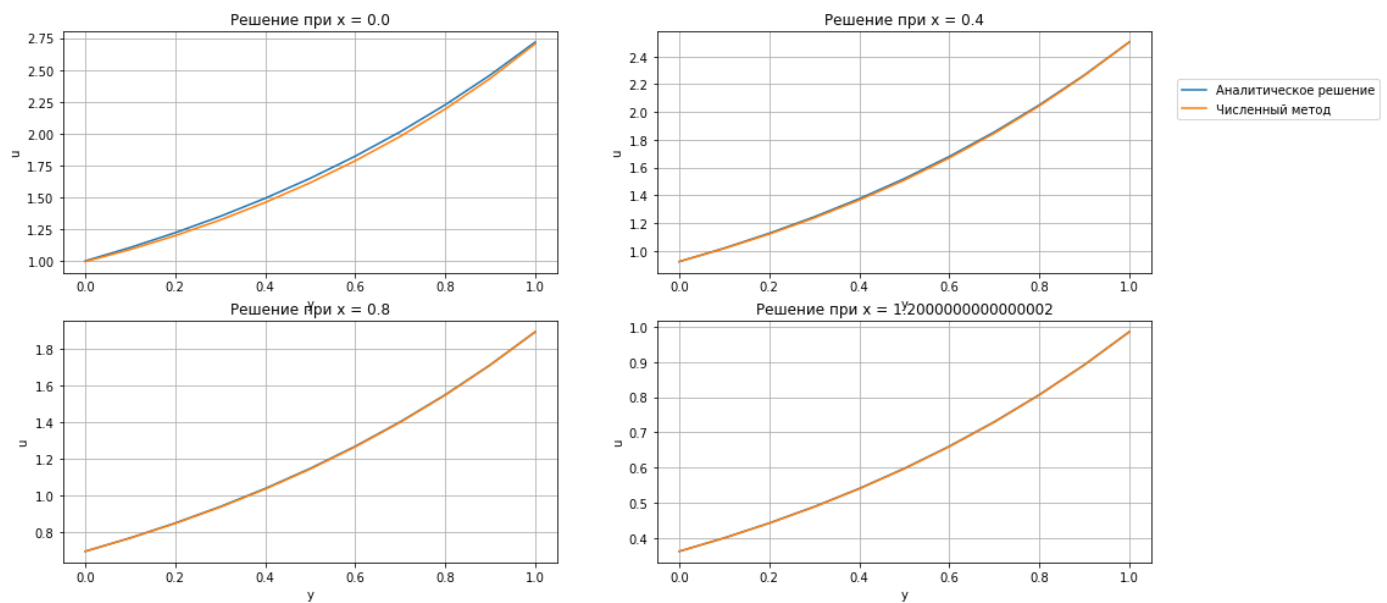 Решение при x = 0.0
2.75
2.50
2.25
2.00
1.75
1.50
1.25
1.00
u
0.0 0.2 0.4 0.6 0.8 1.0
y
Решение при x = 0.4
2.4
2.2
2.0
1.8
1.6
1.4
1.2
1.0
u
0.0 0.2 0.4 0.6 0.8 1.0
y
Аналитическое решение
Численный метод
Решение при x = 0.8
1.8
1.6
1.4
1.2
1.0
0.8
u
0.0 0.2 0.4 0.6 0.8 1.0
y
Решение при x = 1.2000000000000002
1.0
0.9
0.8
0.7
0.6
0.5
0.4
u
0.0 0.2 0.4 0.6 0.8 1.0
y